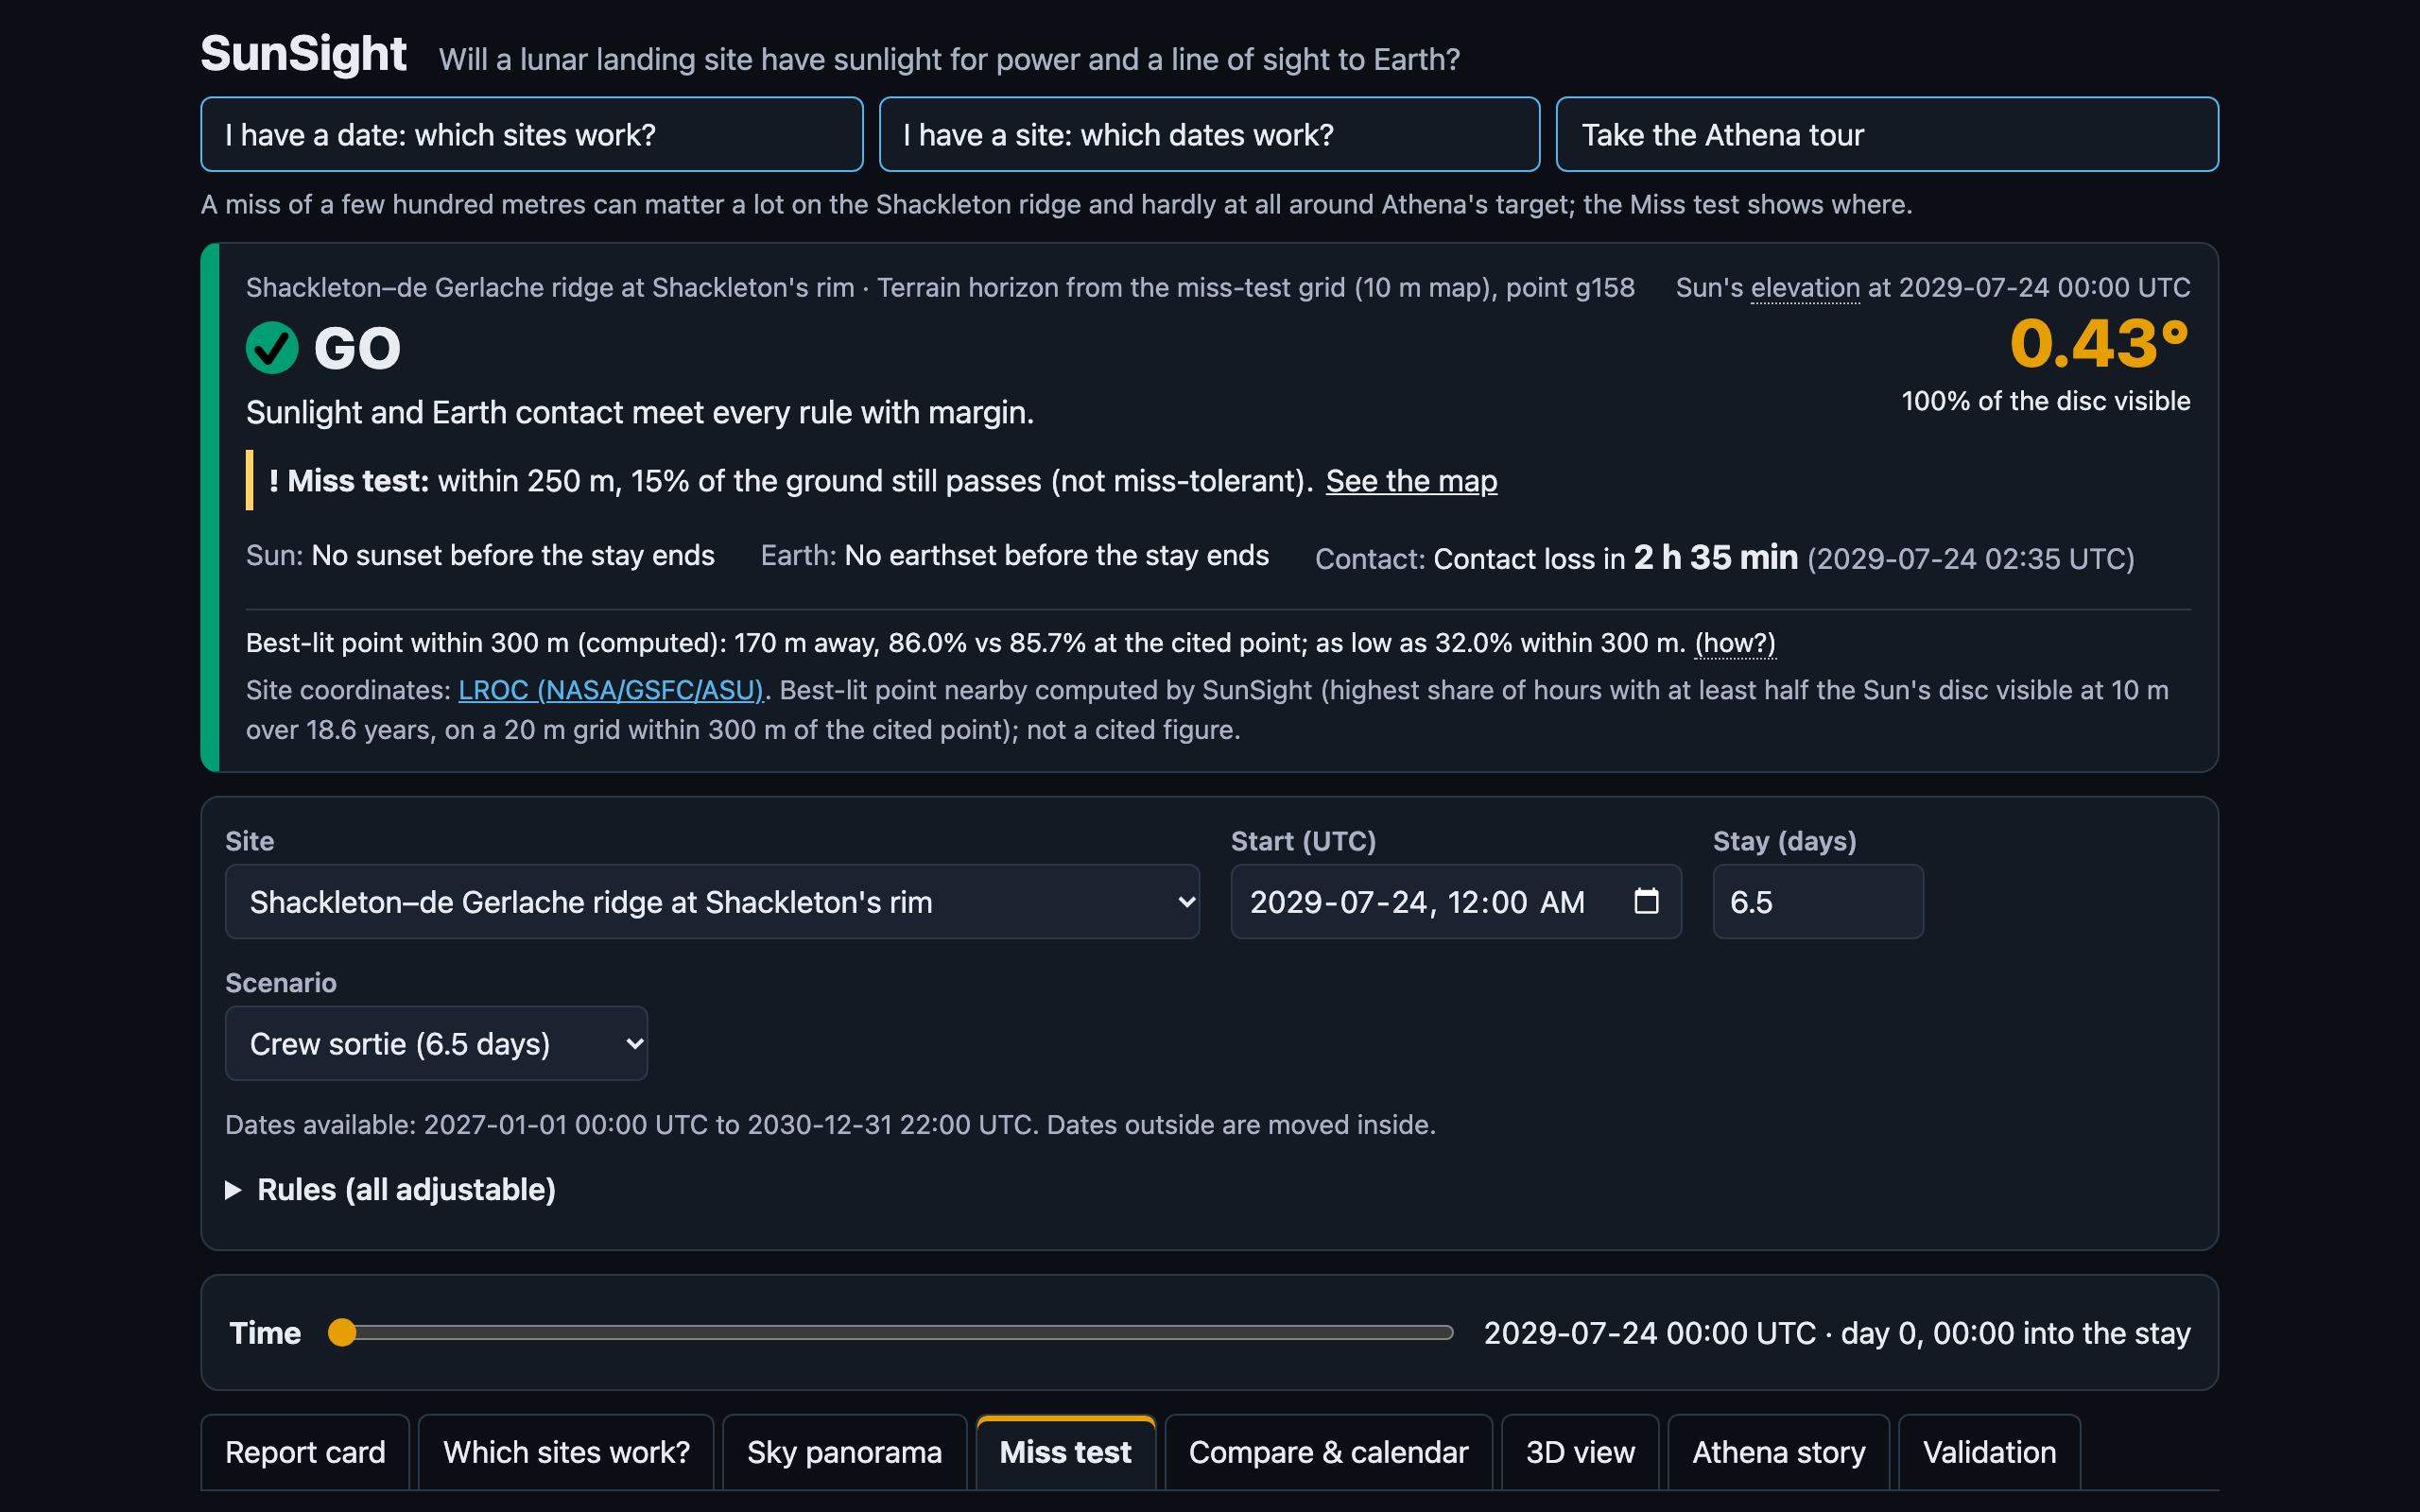 SunSight Will a lunar landing site have sunlight for power and a line of sight to Earth?
I have a date: which sites work?
I have a site: which dates work?
Take the Athena tour
A miss of a few hundred metres can matter a lot on the Shackleton ridge and hardly at all around Athena's target; the Miss test shows where.
Shackleton–de Gerlache ridge at Shackleton's rim · Terrain horizon from the miss-test grid (10 m map), point g158
Sun's elevation at 2029-07-24 00:00 UTC
GO
0.43°
100% of the disc visible
Sunlight and Earth contact meet every rule with margin.
! Miss test: within 250 m, 15% of the ground still passes (not miss-tolerant). See the map
Sun: No sunset before the stay ends
Earth: No earthset before the stay ends
Contact: Contact loss in 2 h 35 min (2029-07-24 02:35 UTC)
Best-lit point within 300 m (computed): 170 m away, 86.0% vs 85.7% at the cited point; as low as 32.0% within 300 m. (how?)
Site coordinates: LROC (NASA/GSFC/ASU). Best-lit point nearby computed by SunSight (highest share of hours with at least half the Sun's disc visible at 10 m
over 18.6 years, on a 20 m grid within 300 m of the cited point); not a cited figure.
Site
Start (UTC)
Stay (days)
Shackleton–de Gerlache ridge at Shackleton's rim
2029-07-24, 12:00 AM
6.5
Scenario
Crew sortie (6.5 days)
Dates available: 2027-01-01 00:00 UTC to 2030-12-31 22:00 UTC. Dates outside are moved inside.
Rules (all adjustable)
Time
2029-07-24 00:00 UTC · day 0, 00:00 into the stay
Report card
Which sites work?
Sky panorama
Miss test
Compare & calendar
3D view
Athena story
Validation